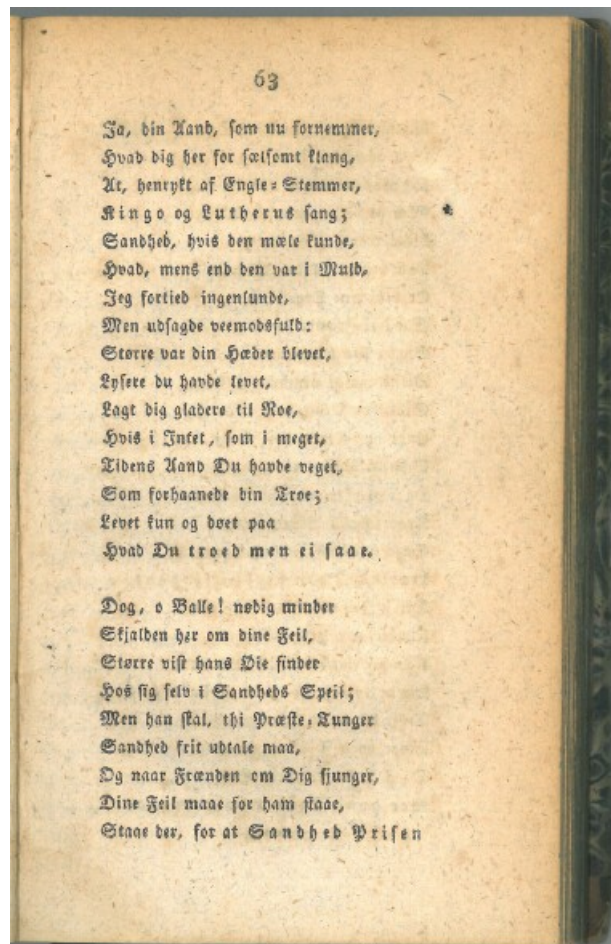 63
Ja, din Aand, som nu fornemmer,
Hvad dig her for sælsomt klang,
At, henrykt af Engle-Stemmer,
Kingo og Lutherus sang;
Sandhed, hvis den mæle kunde,
Hvad, mens end den var i Muld,
Jeg fortied ingenlunde,
Men udsagde veemodsfuld:
Større var din Hæder blevet,
Lysere du havde levet,
Lagt dig gladere til Roe,
Hvis i Intet, som i meget,
Tidens Aand Du havde veget,
Som forhaanede din Troe;
Levet kun og døet paa
Hvad Du troed men ei saae.
Dog, o Balle! nødig minder
Skjalden her om dine Feil,
Større vist hans Øie finder
Hos sig selv i Sandheds Speil;
Men han skal, thi Præste-Tunger
Sandhed frit udtale maa,
Og naar Frænden om Dig sjunger,
Dine Feil maae for ham staae,
Staae der, for at Sandhed Prisen